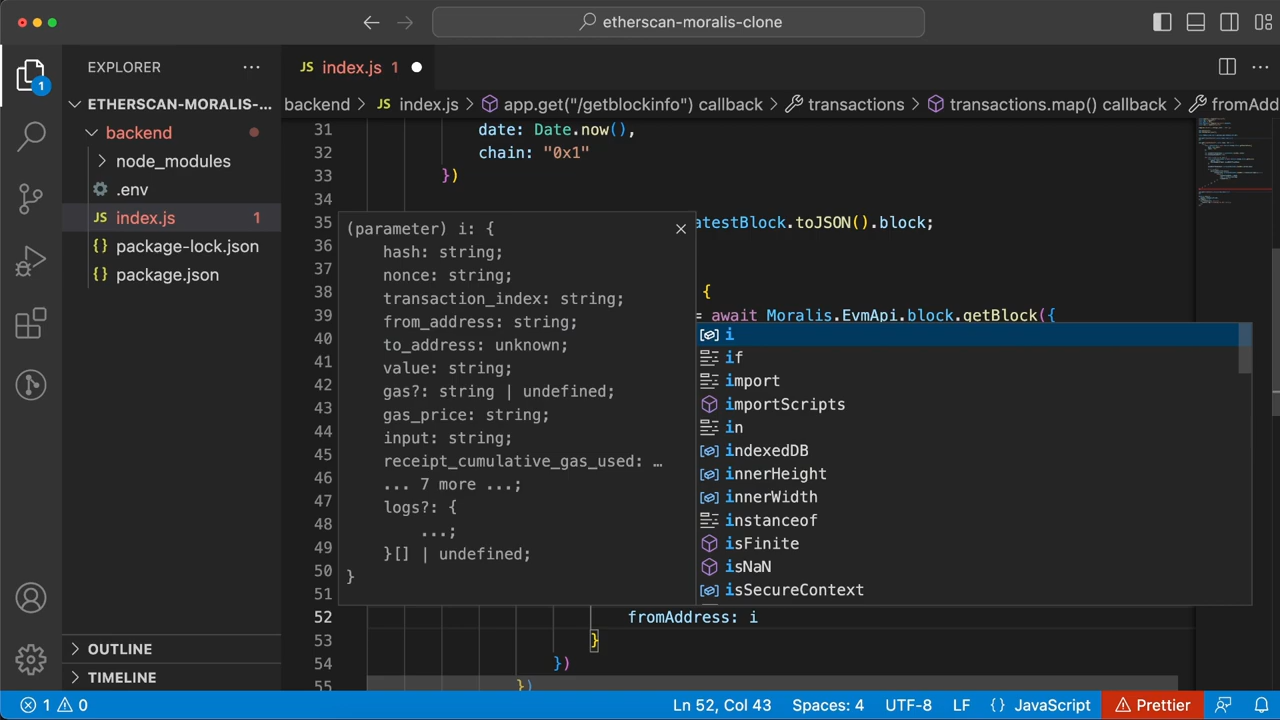 etherscan-moralis-clone
EXPLORER
JS index.js 1
ETHERSCAN-MORALIS-...
backend
node_modules
.env
JS index.js 1
{} package-lock.json
{} package.json
OUTLINE
TIMELINE
backend > JS index.js > app.get("/getblockinfo") callback > transactions > transactions.map() callback > fromAdd
31 date: Date.now(),
32 chain: "0x1"
33 })
34
35 atestBlock.toJSON().block;
36
37
38 {
39 = await Moralis.EvmApi.block.getBlock({
40
41
42
43
44
45
46
47
48
49
50
51
52 fromAddress: i
53 }
54 })
55 })
(parameter) i: {
hash: string;
nonce: string;
transaction_index: string;
from_address: string;
to_address: unknown;
value: string;
gas?: string | undefined;
gas_price: string;
input: string;
receipt_cumulative_gas_used: …
... 7 more ...;
logs?: {
...;
}[] | undefined;
}
i
if
import
importScripts
in
indexedDB
innerHeight
innerWidth
instanceof
isFinite
isNaN
isSecureContext
1
1 0
Ln 52, Col 43
Spaces: 4
UTF-8
LF
{} JavaScript
Prettier